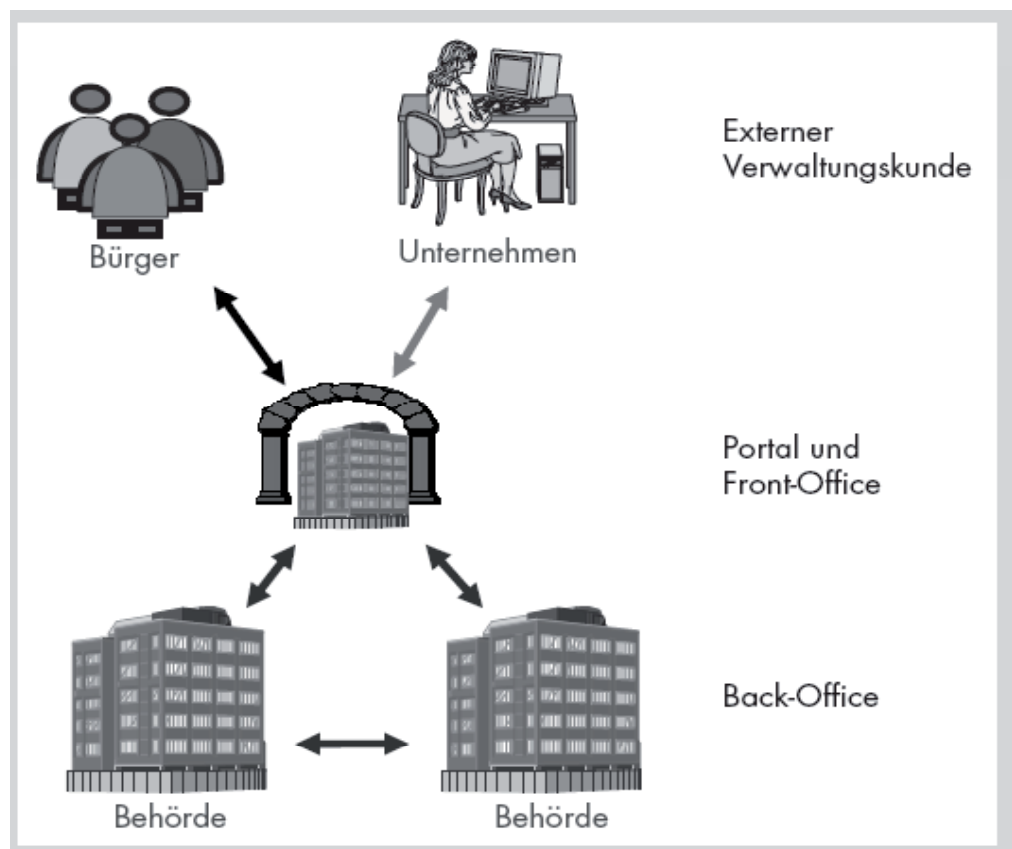 Externer
Verwaltungskunde
Bürger
Unternehmen
Portal und
Front-Office
Back-Office
Behörde
Behörde